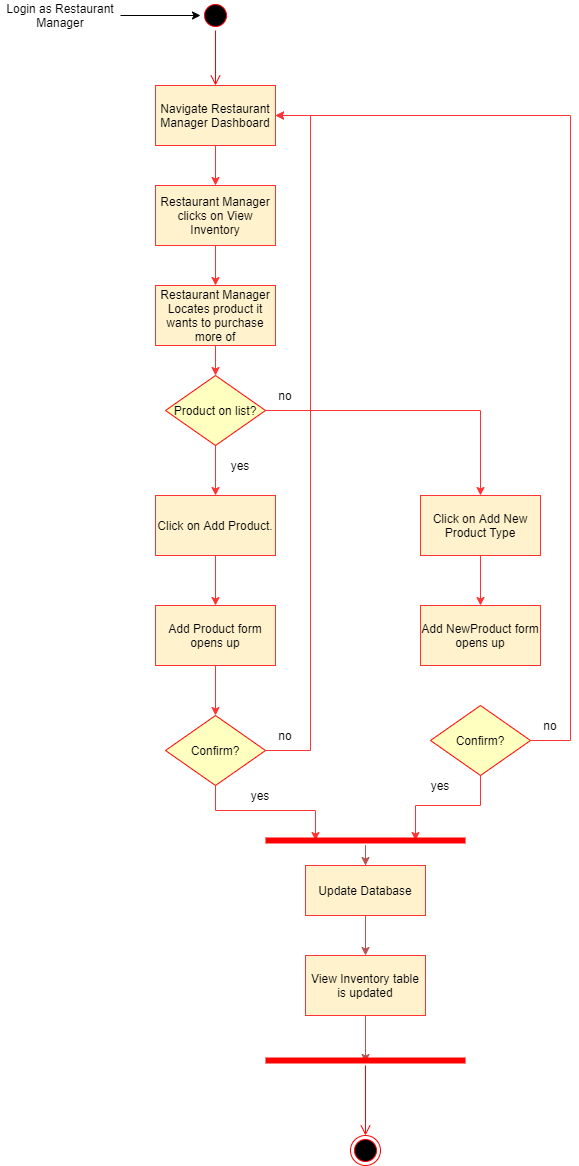 Login as Restaurant
Manager
Navigate Restaurant
Manager Dashboard
Restaurant Manager
clicks on View
Inventory
Restaurant Manager
Locates product it
wants to purchase
more of
Product on list?
no
yes
Click on Add Product.
Click on Add New
Product Type
Add Product form
opens up
Add NewProduct form
opens up
Confirm?
no
Confirm?
no
yes
yes
Update Database
View Inventory table
is updated